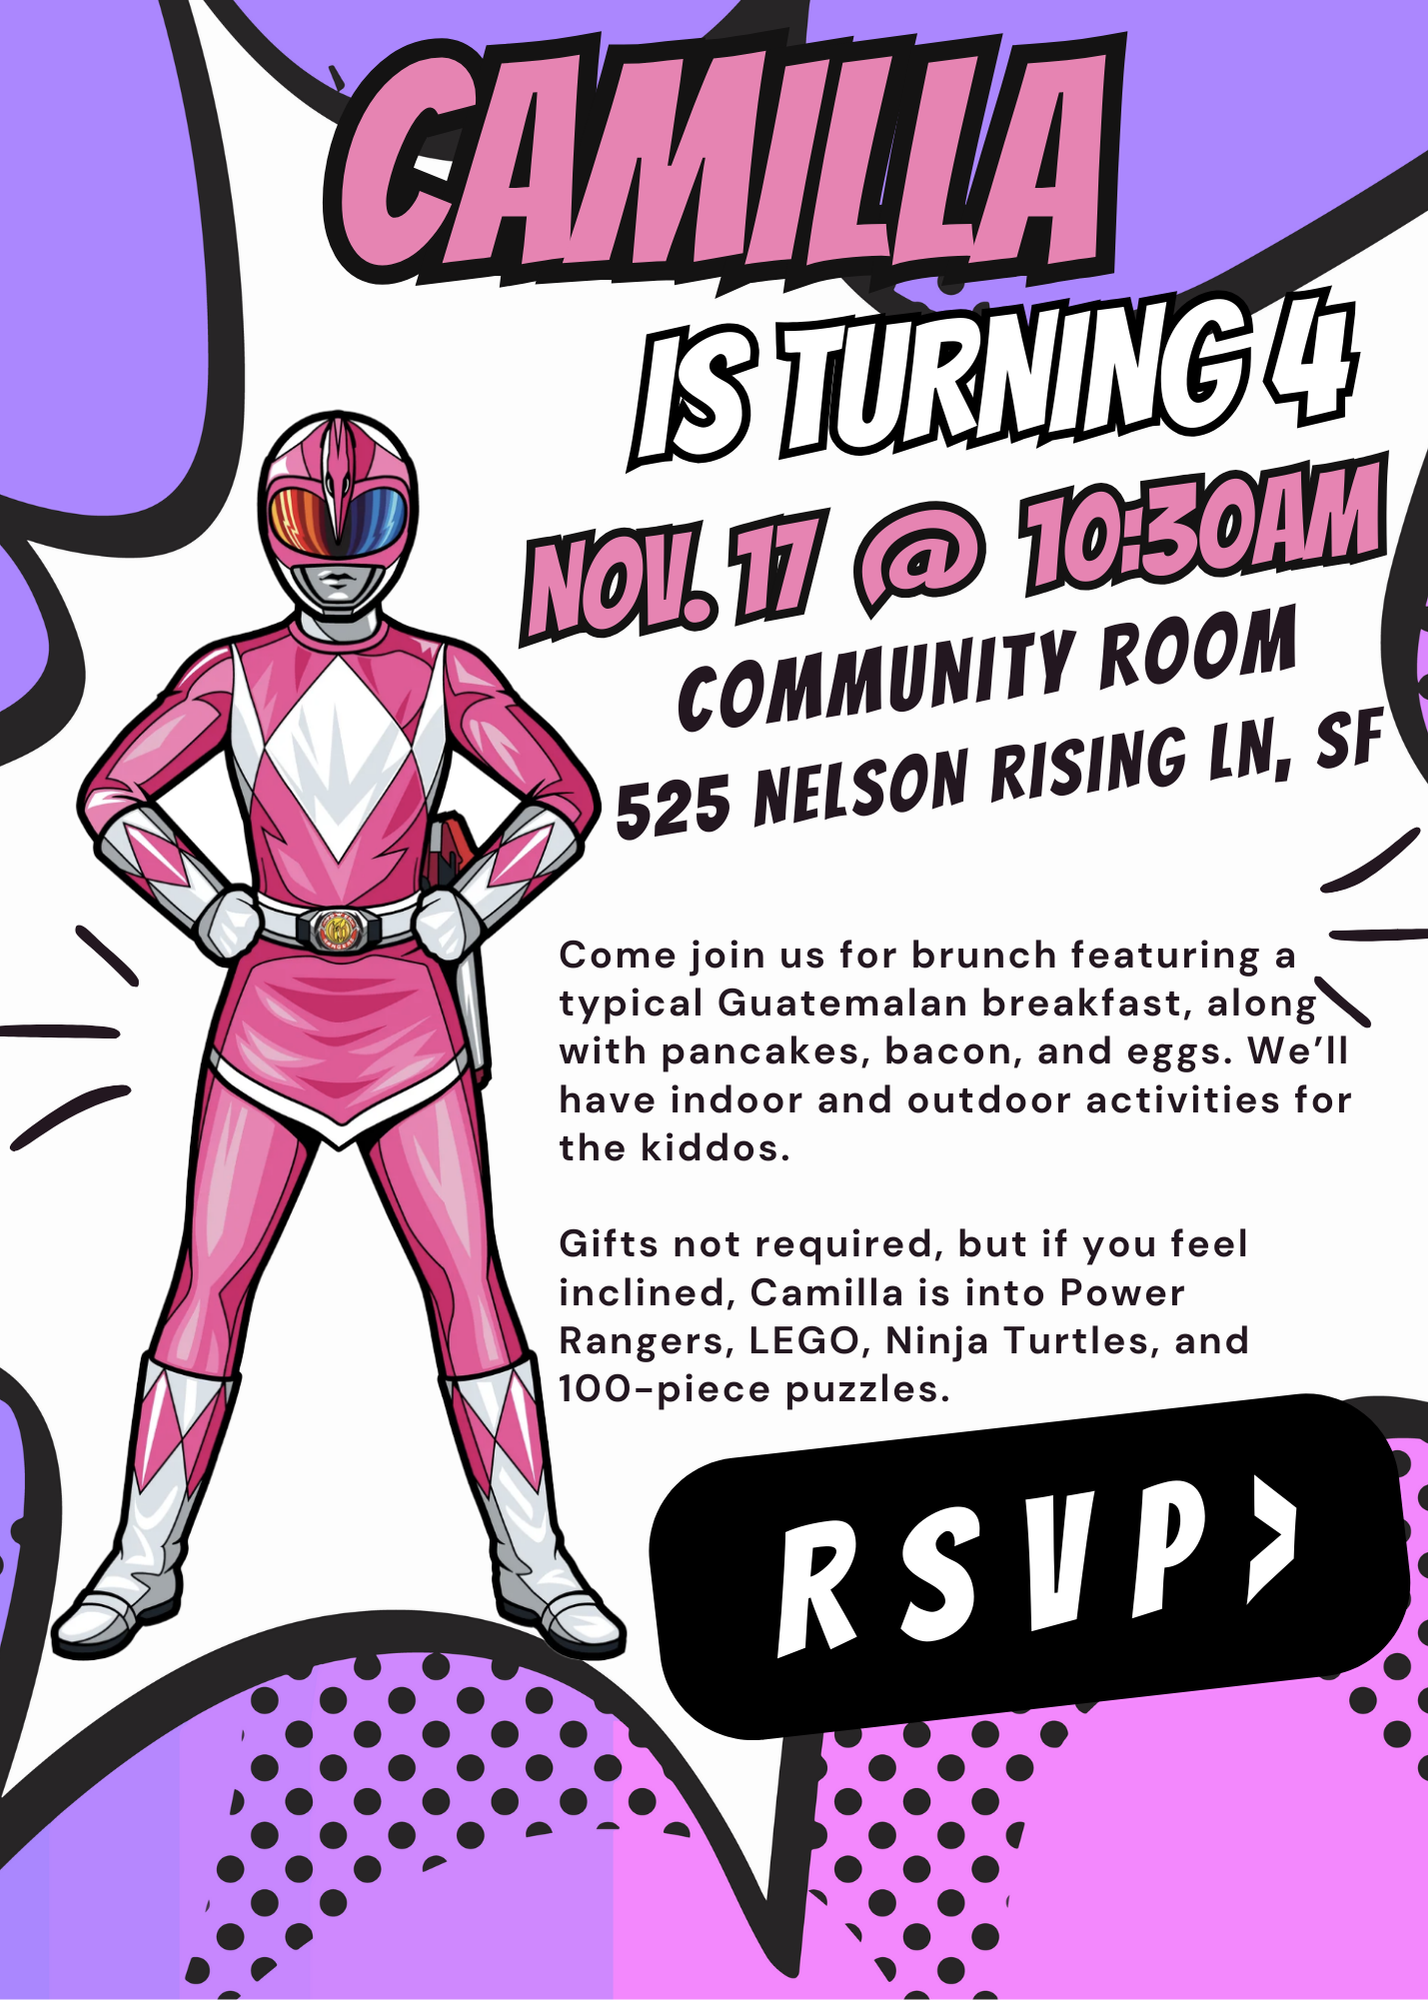 CAMILLA
IS TURNING 4
NOV. 17 @ 10:30AM
COMMUNITY ROOM
525 NELSON RISING LN, SF
Come join us for brunch featuring a
typical Guatemalan breakfast, along
with pancakes, bacon, and eggs. We’ll
have indoor and outdoor activities for
the kiddos.
Gifts not required, but if you feel
inclined, Camilla is into Power
Rangers, LEGO, Ninja Turtles, and
100-piece puzzles.
RSVP>